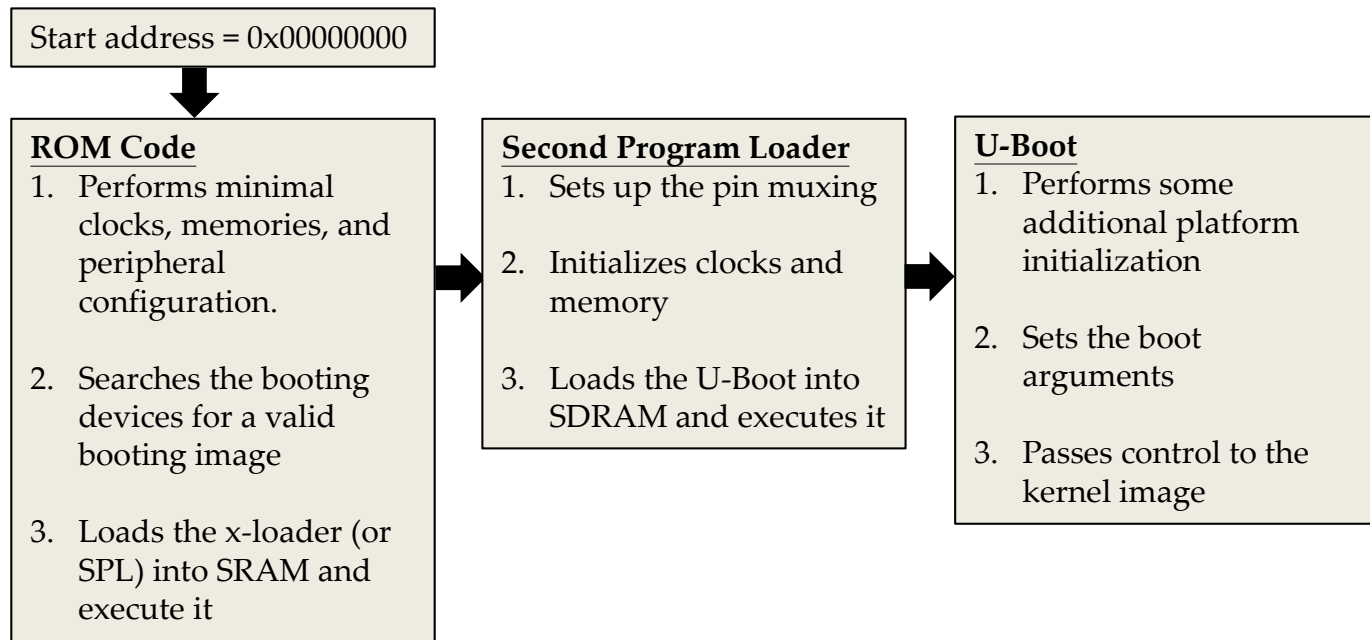 Start address = 0x00000000
ROM Code
1. Performs minimal
clocks, memories, and
peripheral
configuration.
2. Searches the booting
devices for a valid
booting image
3. Loads the x-loader (or
SPL) into SRAM and
execute it
Second Program Loader
1. Sets up the pin muxing
2. Initializes clocks and
memory
3. Loads the U-Boot into
SDRAM and executes it
U-Boot
1. Performs some
additional platform
initialization
2. Sets the boot
arguments
3. Passes control to the
kernel image